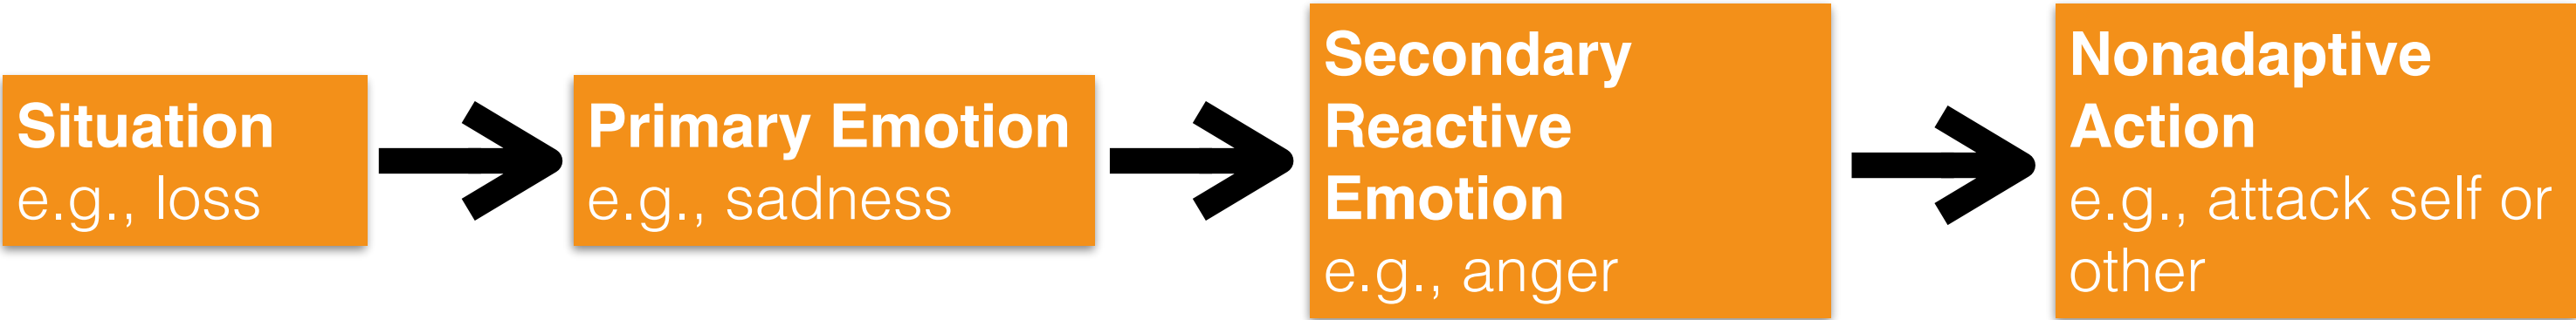 Situation
e.g., loss
Primary Emotion
e.g., sadness
Secondary
Reactive
Emotion
e.g., anger
Nonadaptive
Action
e.g., attack self or
other